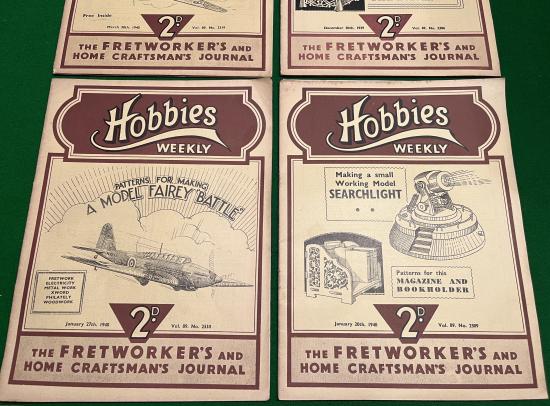 Free Inside
March 30th, 1940 Vol. 89. No. 2319
2D
THE FRETWORKER'S AND
HOME CRAFTSMAN'S JOURNAL
December 30th, 1939 Vol. 89. No. 2306
2D
THE FRETWORKER'S AND
HOME CRAFTSMAN'S JOURNAL
Hobbies
WEEKLY
PATTERNS FOR MAKING
A MODEL FAIREY "BATTLE"
FRETWORK
ELECTRICITY
METAL WORK
XWORD
PHILATELY
WOODWORK
January 27th, 1940 Vol. 89. No. 2310
2D
THE FRETWORKER'S AND
HOME CRAFTSMAN'S JOURNAL
Hobbies
WEEKLY
Making a small
Working Model
SEARCHLIGHT
Patterns for this
MAGAZINE AND
BOOKHOLDER
January 20th, 1940 Vol. 89. No. 2309
2D
THE FRETWORKER'S AND
HOME CRAFTSMAN'S JOURNAL